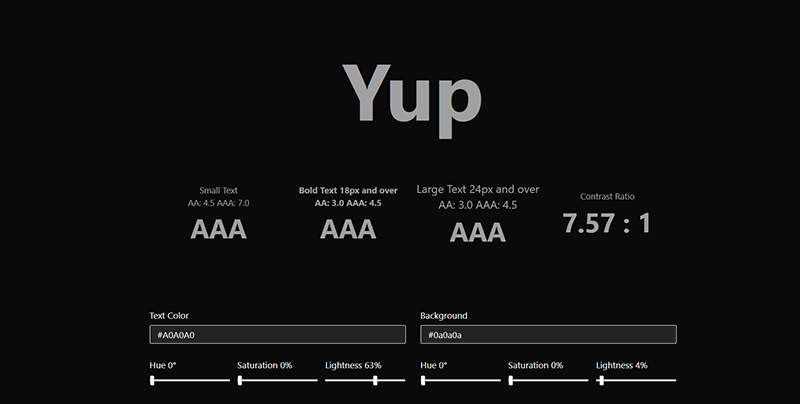 Yup
Small Text
AA: 4.5 AAA: 7.0
AAA
Bold Text 18px and over
AA: 3.0 AAA: 4.5
AAA
Large Text 24px and over
AA: 3.0 AAA: 4.5
AAA
Contrast Ratio
7.57 : 1
Text Color
#A0A0A0
Hue 0°
Saturation 0%
Lightness 63%
Background
#0a0a0a
Hue 0°
Saturation 0%
Lightness 4%